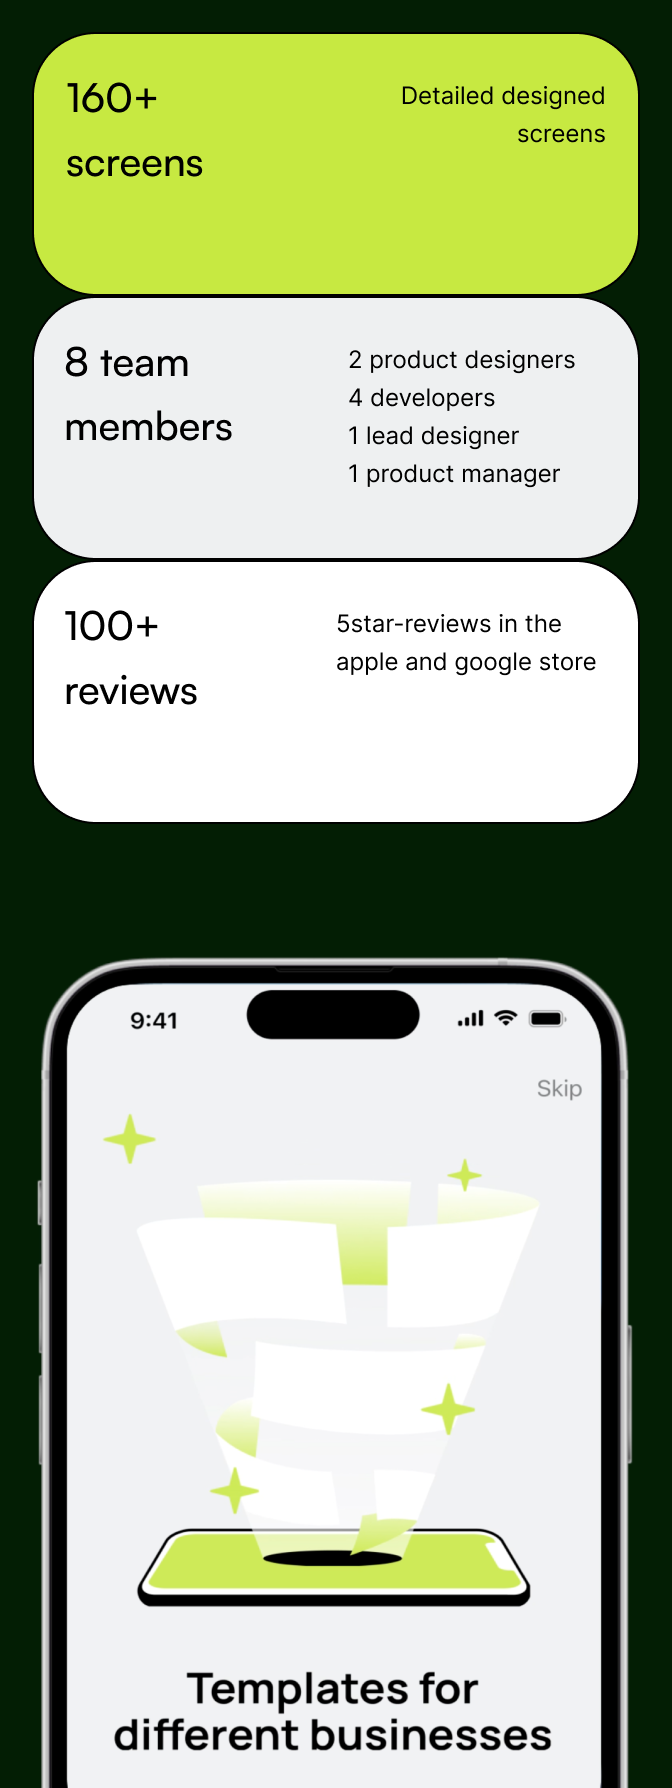 160+
screens
Detailed designed
screens
8 team
members
2 product designers
4 developers
1 lead designer
1 product manager
100+
reviews
5star-reviews in the
apple and google store
9:41
Skip
Templates for
different businesses